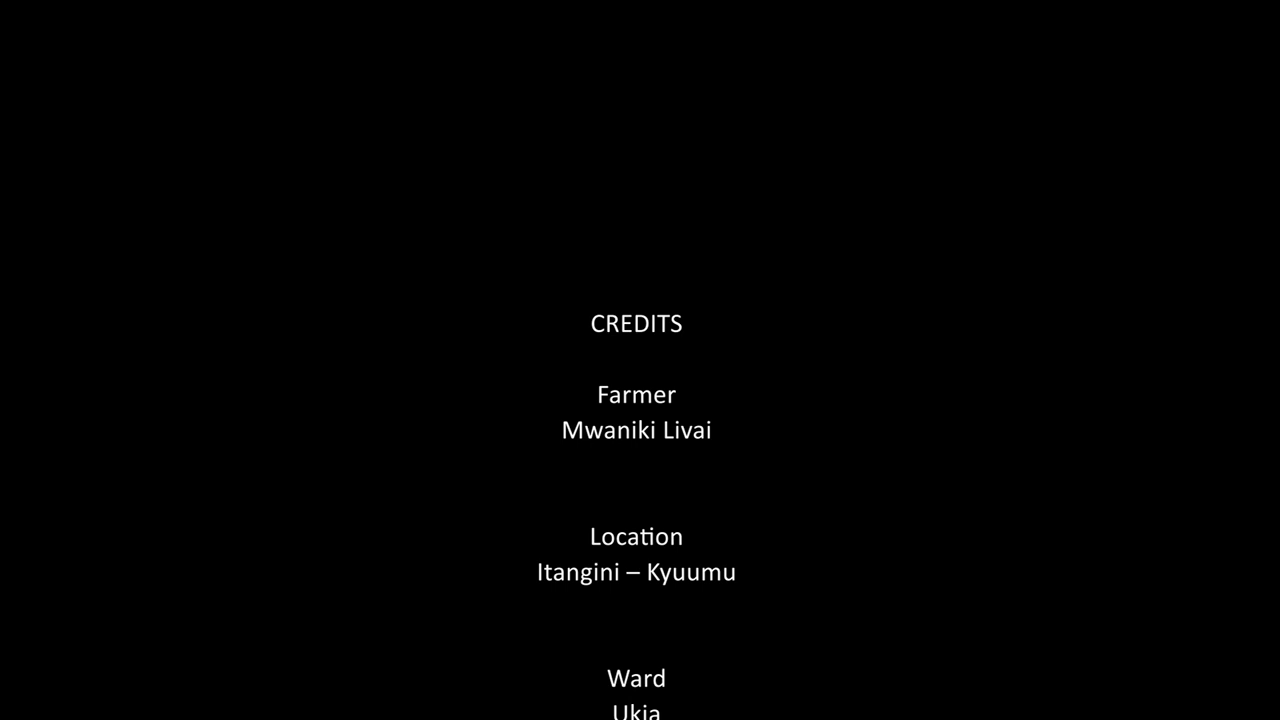 CREDITS
Farmer
Mwaniki Livai
Location
Itangini – Kyuumu
Ward
Ukia